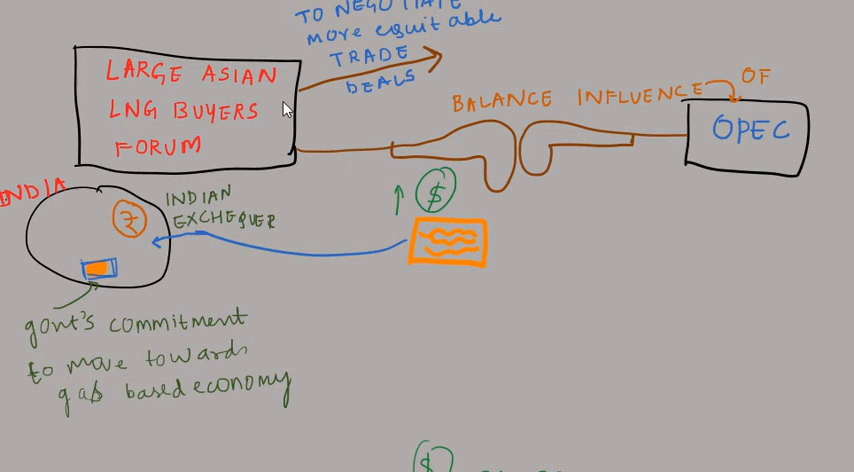 TO NEGOTIATE
more equitable
TRADE
DEALS
LARGE ASIAN
LNG BUYERS
FORUM
BALANCE INFLUENCE OF
OPEC
INDIA
₹
INDIAN
EXCHEQUER
$
govt's commitment
to move towards
gas based economy
$